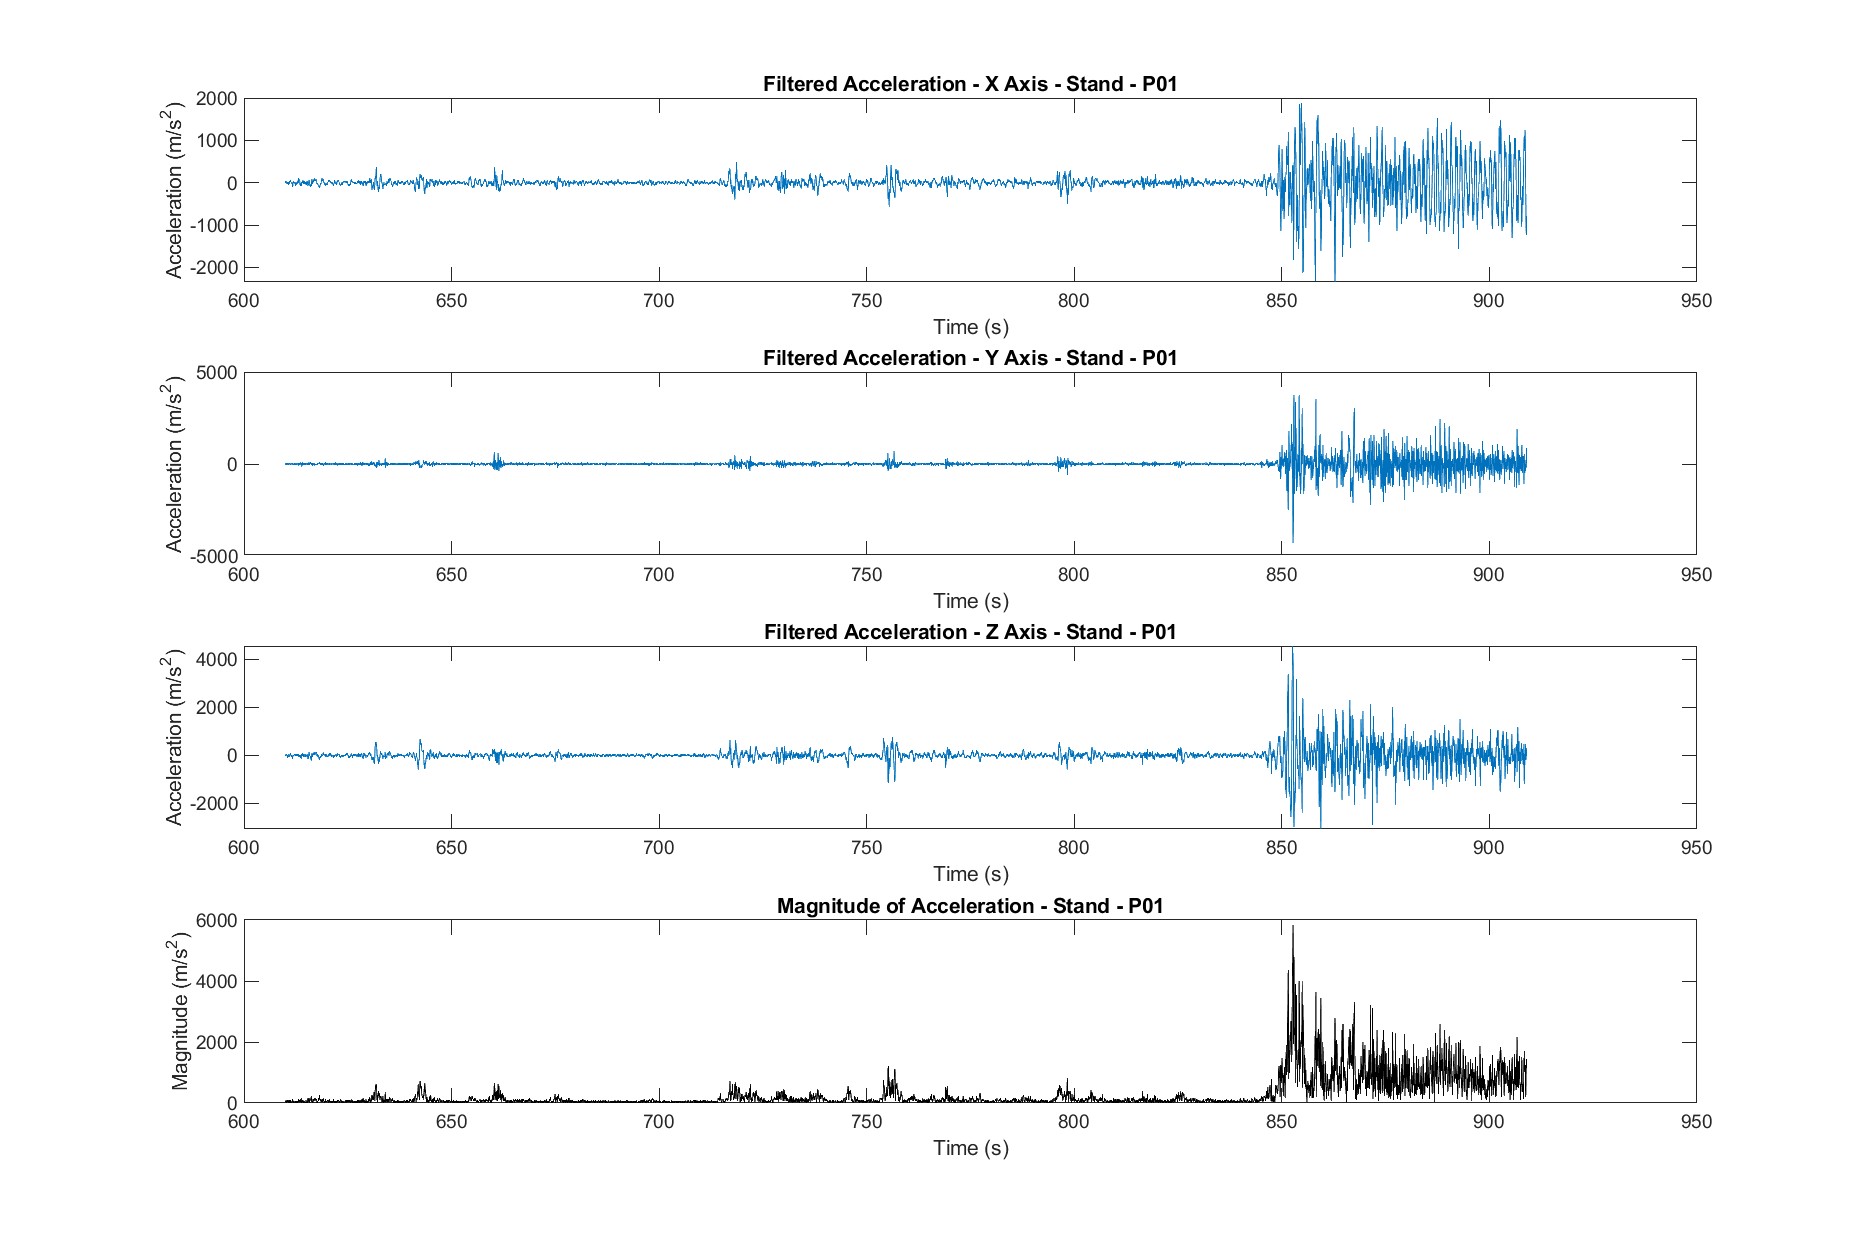 Filtered Acceleration - X Axis - Stand - P01
Acceleration (m/s²)
2000
1000
0
-1000
-2000
600 650 700 750 800 850 900 950
Time (s)
Filtered Acceleration - Y Axis - Stand - P01
Acceleration (m/s²)
5000
0
-5000
600 650 700 750 800 850 900 950
Time (s)
Filtered Acceleration - Z Axis - Stand - P01
Acceleration (m/s²)
4000
2000
0
-2000
600 650 700 750 800 850 900 950
Time (s)
Magnitude of Acceleration - Stand - P01
Magnitude (m/s²)
6000
4000
2000
0
600 650 700 750 800 850 900 950
Time (s)